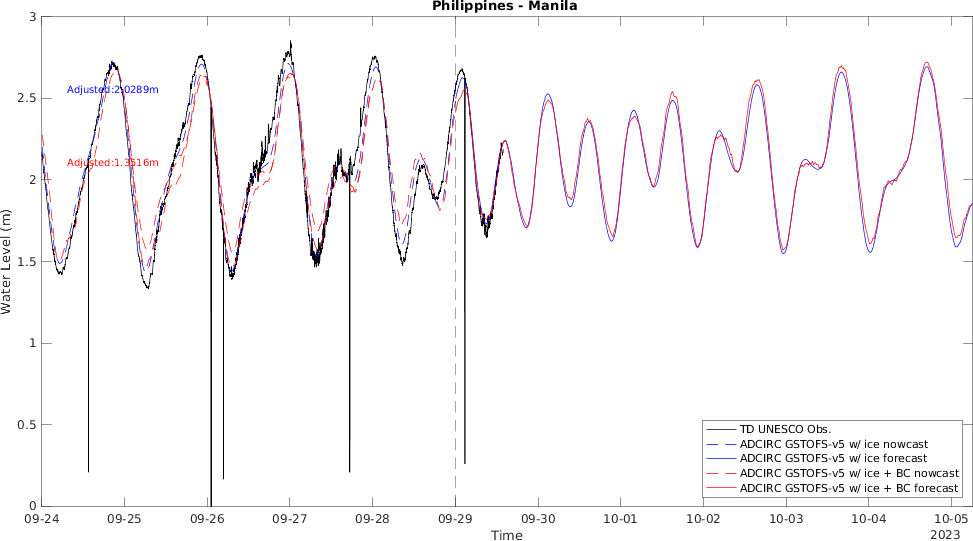 Philippines - Manila
3
2.5
2
1.5
1
0.5
0
Water Level (m)
Adjusted:2.0289m
Adjusted:1.3516m
TD UNESCO Obs.
ADCIRC GSTOFS-v5 w/ ice nowcast
ADCIRC GSTOFS-v5 w/ ice forecast
ADCIRC GSTOFS-v5 w/ ice + BC nowcast
ADCIRC GSTOFS-v5 w/ ice + BC forecast
09-24 09-25 09-26 09-27 09-28 09-29 09-30 10-01 10-02 10-03 10-04 10-05
Time
2023